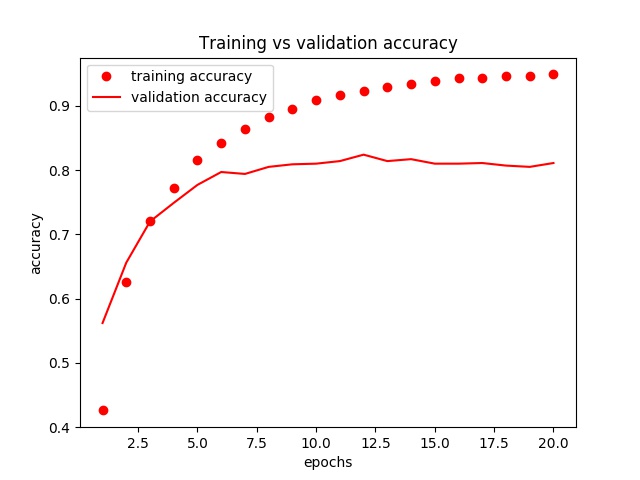 Training vs validation accuracy
training accuracy
validation accuracy
accuracy
0.9
0.8
0.7
0.6
0.5
0.4
2.5 5.0 7.5 10.0 12.5 15.0 17.5 20.0
epochs